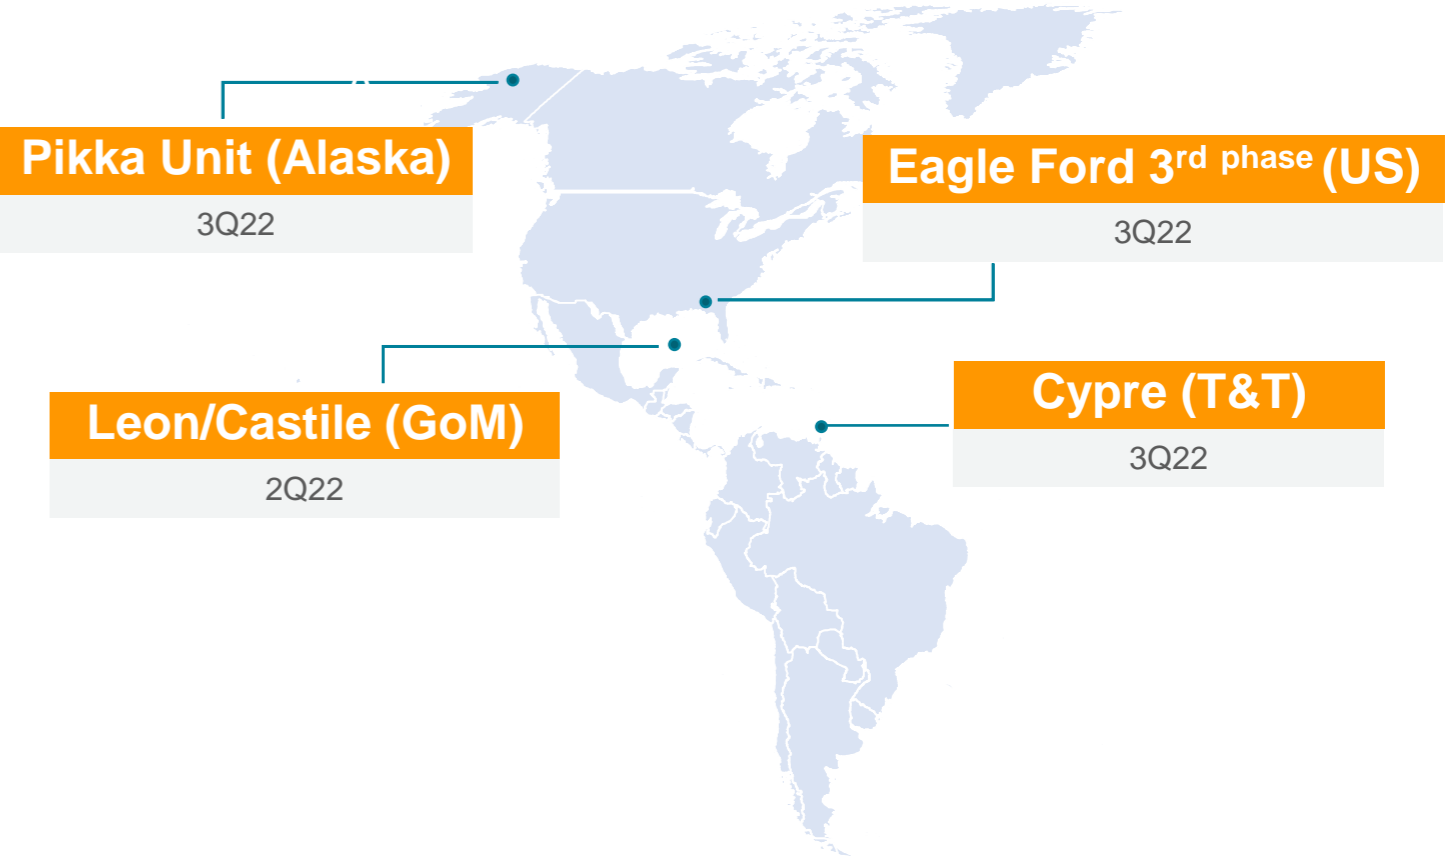 Pikka Unit (Alaska)
3Q22
Eagle Ford 3rd phase (US)
3Q22
Leon/Castile (GoM)
2Q22
Cypre (T&T)
3Q22